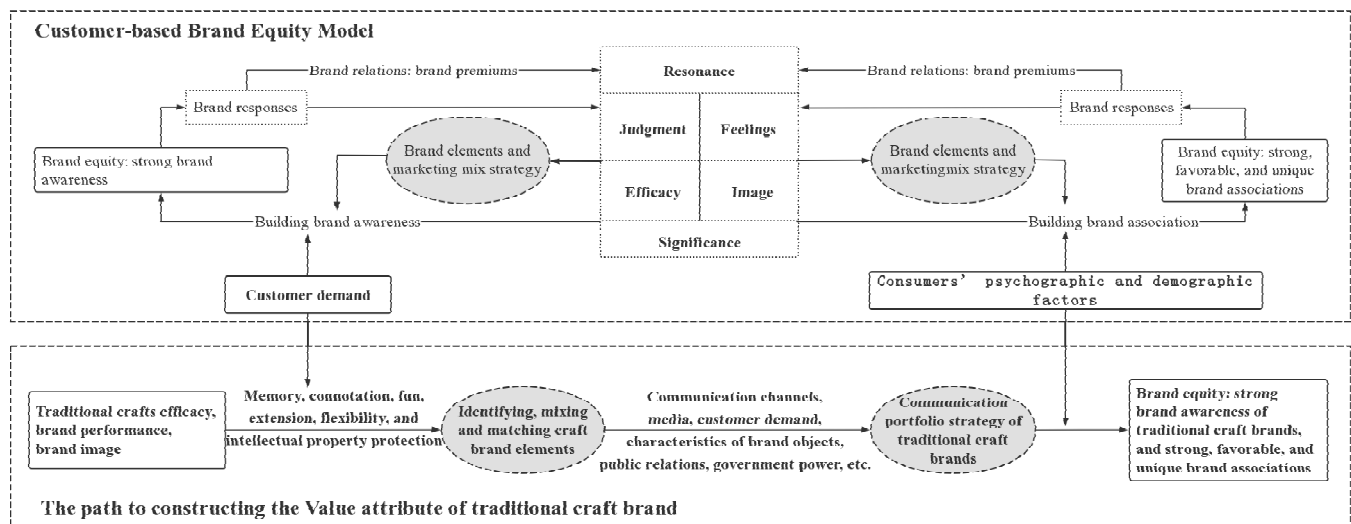 Customer-based Brand Equity Model
Brand relations: brand premiums
Resonance
Brand relations: brand premiums
Brand responses
Brand responses
Judgment
Feelings
Brand elements and
marketing mix strategy
Brand elements and
marketingmix strategy
Brand equity: strong brand
awareness
Brand equity: strong,
favorable, and unique
brand associations
Efficacy
Image
Building brand awareness
Building brand association
Significance
Customer demand
Consumers' psychographic and demographic
factors
Traditional crafts efficacy,
brand performance,
brand image
Memory, connotation, fun,
extension, flexibility, and
intellectual property protection
Identifying, mixing
and matching craft
brand elements
Communication channels,
media, customer demand,
characteristics of brand objects,
public relations, government power, etc.
Communication
portfolio strategy of
traditional craft
brands
Brand equity: strong
brand awareness of
traditional craft brands,
and strong, favorable, and
unique brand associations
The path to constructing the Value attribute of traditional craft brand